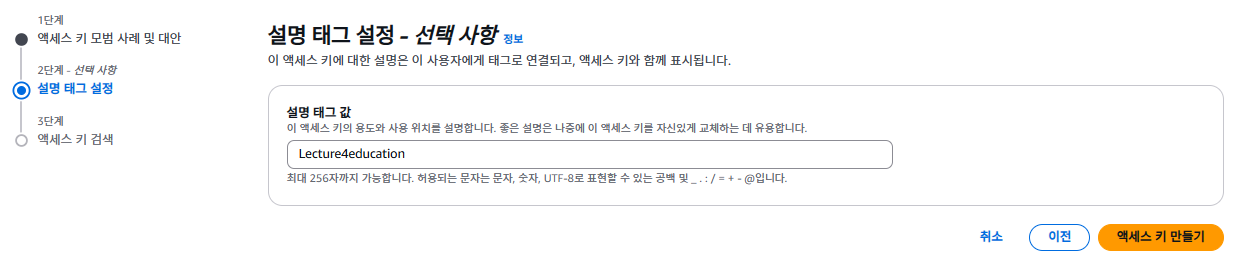 1단계
액세스 키 모범 사례 및 대안
2단계 - 선택 사항
설명 태그 설정
3단계
액세스 키 검색
설명 태그 설정 - 선택 사항 정보
이 액세스 키에 대한 설명은 이 사용자에게 태그로 연결되고, 액세스 키와 함께 표시됩니다.
설명 태그 값
이 액세스 키의 용도와 사용 위치를 설명합니다. 좋은 설명은 나중에 이 액세스 키를 자신있게 교체하는 데 유용합니다.
Lecture4education
최대 256자까지 가능합니다. 허용되는 문자는 문자, 숫자, UTF-8로 표현할 수 있는 공백 및 _ . : / = + - @입니다.
취소 이전 액세스 키 만들기